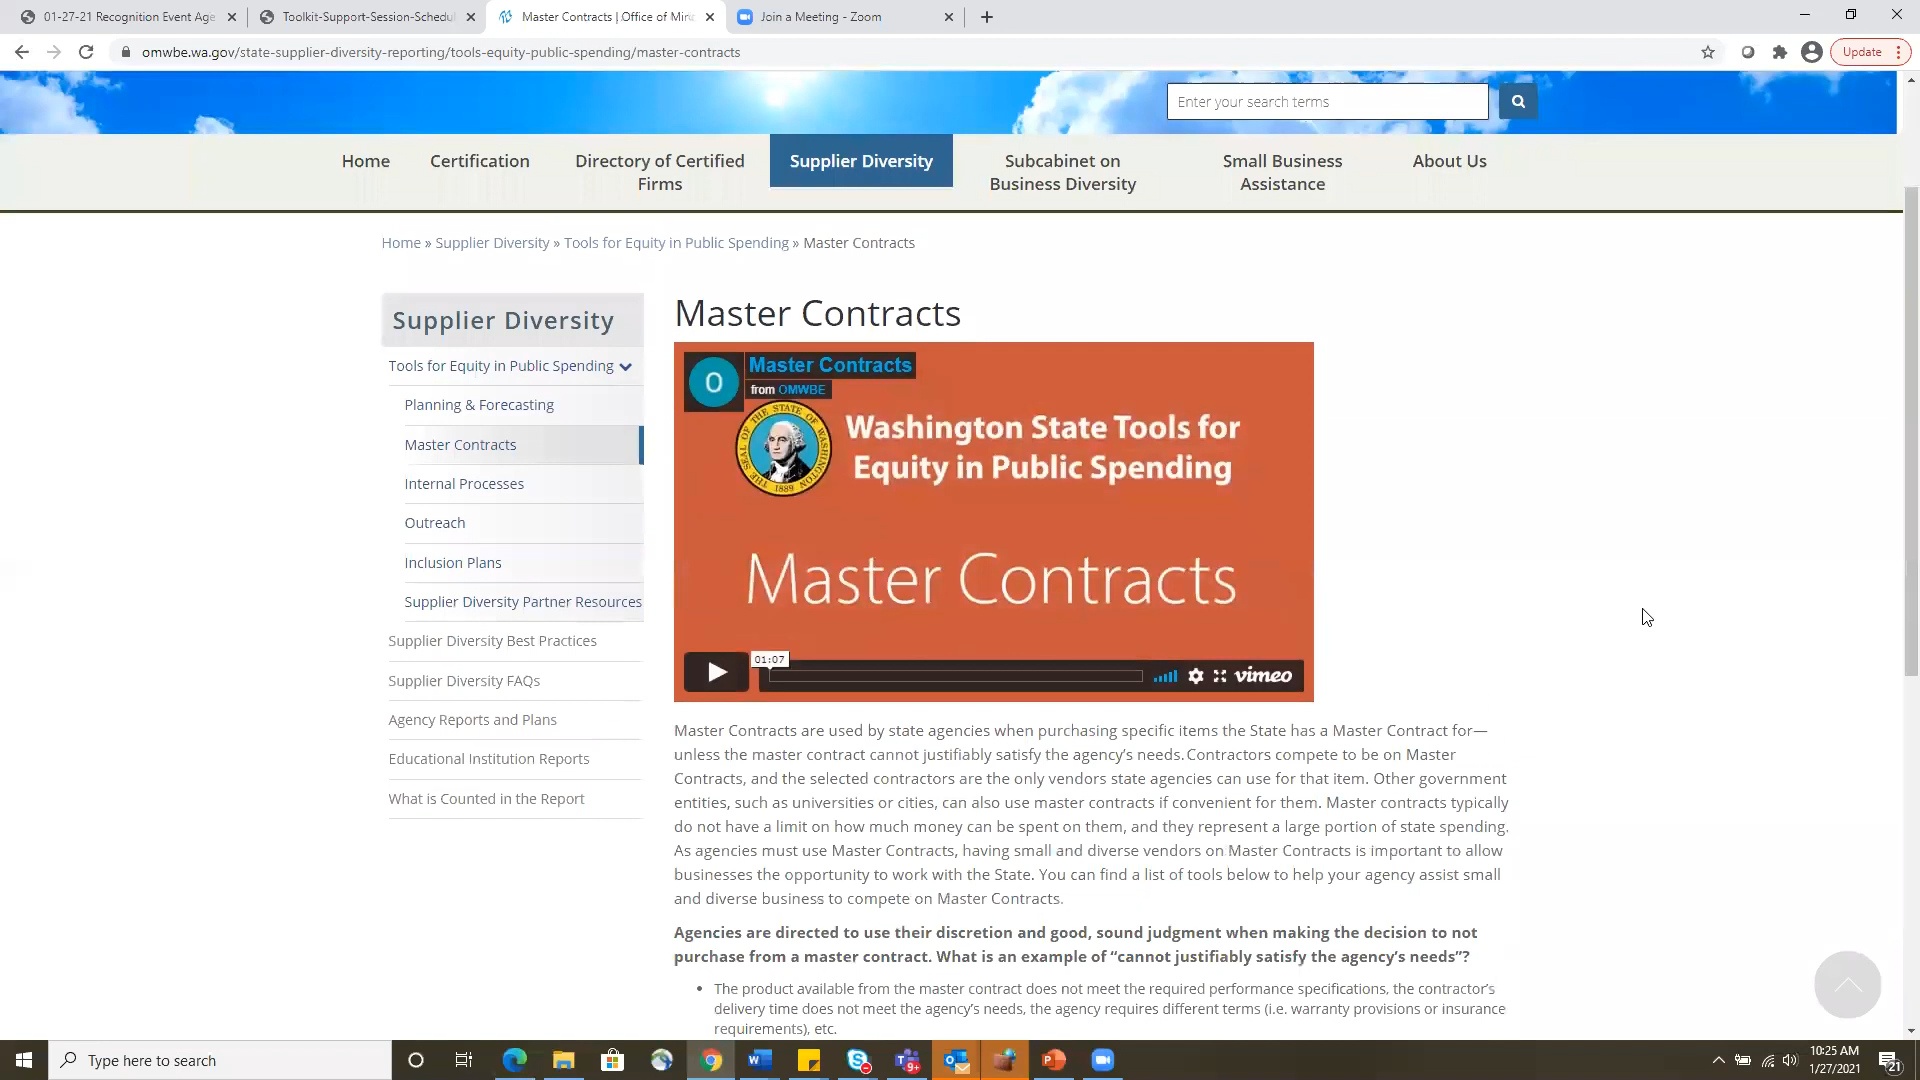 01-27-21 Recognition Event Age
Toolkit-Support-Session-Schedul
Master Contracts | Office of Mino
Join a Meeting - Zoom
omwbe.wa.gov/state-supplier-diversity-reporting/tools-equity-public-spending/master-contracts
Update
Enter your search terms
Home
Certification
Directory of Certified
Firms
Supplier Diversity
Subcabinet on
Business Diversity
Small Business
Assistance
About Us
Home » Supplier Diversity » Tools for Equity in Public Spending » Master Contracts
Supplier Diversity
Tools for Equity in Public Spending
Planning & Forecasting
Master Contracts
Internal Processes
Outreach
Inclusion Plans
Supplier Diversity Partner Resources
Supplier Diversity Best Practices
Supplier Diversity FAQs
Agency Reports and Plans
Educational Institution Reports
What is Counted in the Report
Master Contracts
O
Master Contracts
from OMWBE
THE SEAL OF THE STATE OF WASHINGTON
1889
Washington State Tools for
Equity in Public Spending
Master Contracts
01:07
vimeo
Master Contracts are used by state agencies when purchasing specific items the State has a Master Contract for—
unless the master contract cannot justifiably satisfy the agency’s needs. Contractors compete to be on Master
Contracts, and the selected contractors are the only vendors state agencies can use for that item. Other government
entities, such as universities or cities, can also use master contracts if convenient for them. Master contracts typically
do not have a limit on how much money can be spent on them, and they represent a large portion of state spending.
As agencies must use Master Contracts, having small and diverse vendors on Master Contracts is important to allow
businesses the opportunity to work with the State. You can find a list of tools below to help your agency assist small
and diverse business to compete on Master Contracts.
Agencies are directed to use their discretion and good, sound judgment when making the decision to not
purchase from a master contract. What is an example of “cannot justifiably satisfy the agency’s needs”?
• The product available from the master contract does not meet the required performance specifications, the contractor’s
delivery time does not meet the agency’s needs, the agency requires different terms (i.e. warranty provisions or insurance
requirements), etc.
Type here to search
9+
10:25 AM
1/27/2021
21